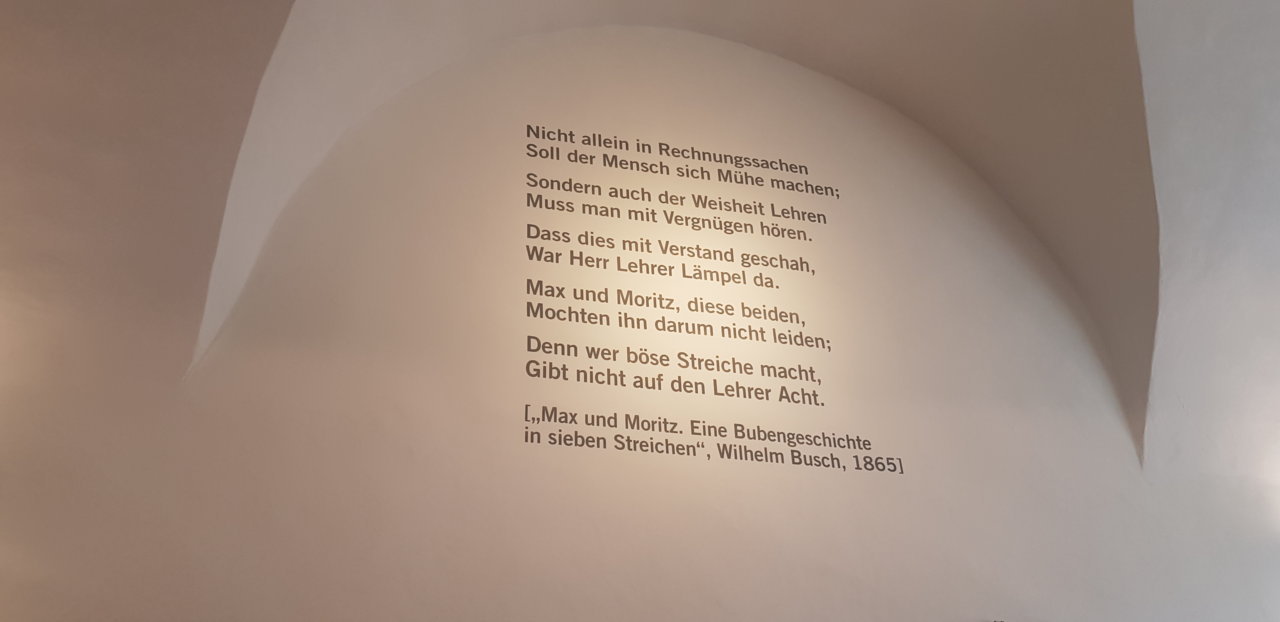 Nicht allein in Rechnungssachen
Soll der Mensch sich Mühe machen;
Sondern auch der Weisheit Lehren
Muss man mit Vergnügen hören.
Dass dies mit Verstand geschah,
War Herr Lehrer Lämpel da.
Max und Moritz, diese beiden,
Mochten ihn darum nicht leiden;
Denn wer böse Streiche macht,
Gibt nicht auf den Lehrer Acht.
[„Max und Moritz. Eine Bubengeschichte
in sieben Streichen“, Wilhelm Busch, 1865]